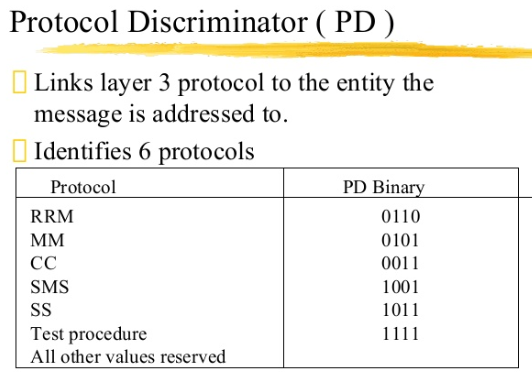 Protocol Discriminator ( PD )
Links layer 3 protocol to the entity the
message is addressed to.
Identifies 6 protocols
Protocol PD Binary
RRM 0110
MM 0101
CC 0011
SMS 1001
SS 1011
Test procedure 1111
All other values reserved